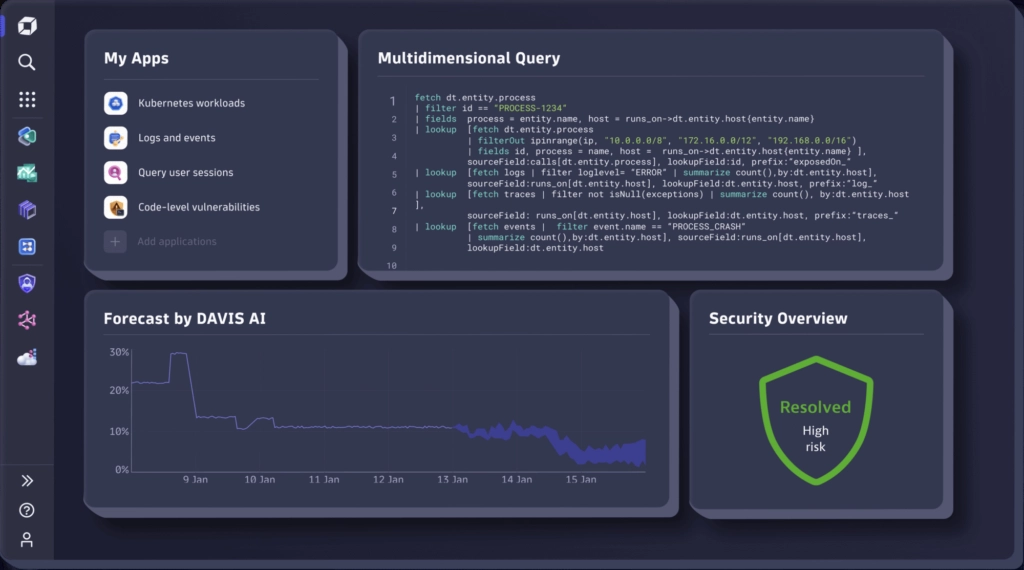 My Apps
Kubernetes workloads
Logs and events
Query user sessions
Code-level vulnerabilities
Add applications
Multidimensional Query
1 fetch dt.entity.process
| filter id == "PROCESS-1234"
2 | fields process = entity.name, host = runs_on->dt.host{entity.name}
| lookup [fetch dt.entity.process
3 | filterOut ipinrange(ip, "10.0.0.0/8", "172.16.0.0/12", "192.168.0.0/16")
| fields id, process = name, host = runs_on->dt.host{entity.name} ],
4 sourceField:calls[dt.entity.process], lookupField:id, prefix:"exposedOn_"
5 | lookup [fetch logs | filter loglevel= "ERROR" | summarize count(),by:dt.entity.host],
sourceField:runs_on[dt.entity.host], lookupField:dt.entity.host, prefix:"log_"
6 | lookup [fetch traces | filter not isNull(exceptions) | summarize count(), by:dt.entity.host
],
7 sourceField: runs_on[dt.entity.host], lookupField:dt.entity.host, prefix:"traces_"
8 | lookup [fetch events | filter event.name == "PROCESS_CRASH"
| summarize count(),by:dt.entity.host], sourceField:runs_on[dt.entity.host],
9 lookupField:dt.entity.host
10
Forecast by DAVIS AI
30%
20%
10%
0%
9 Jan 10 Jan 11 Jan 12 Jan 13 Jan 14 Jan 15 Jan
Security Overview
Resolved
High
risk